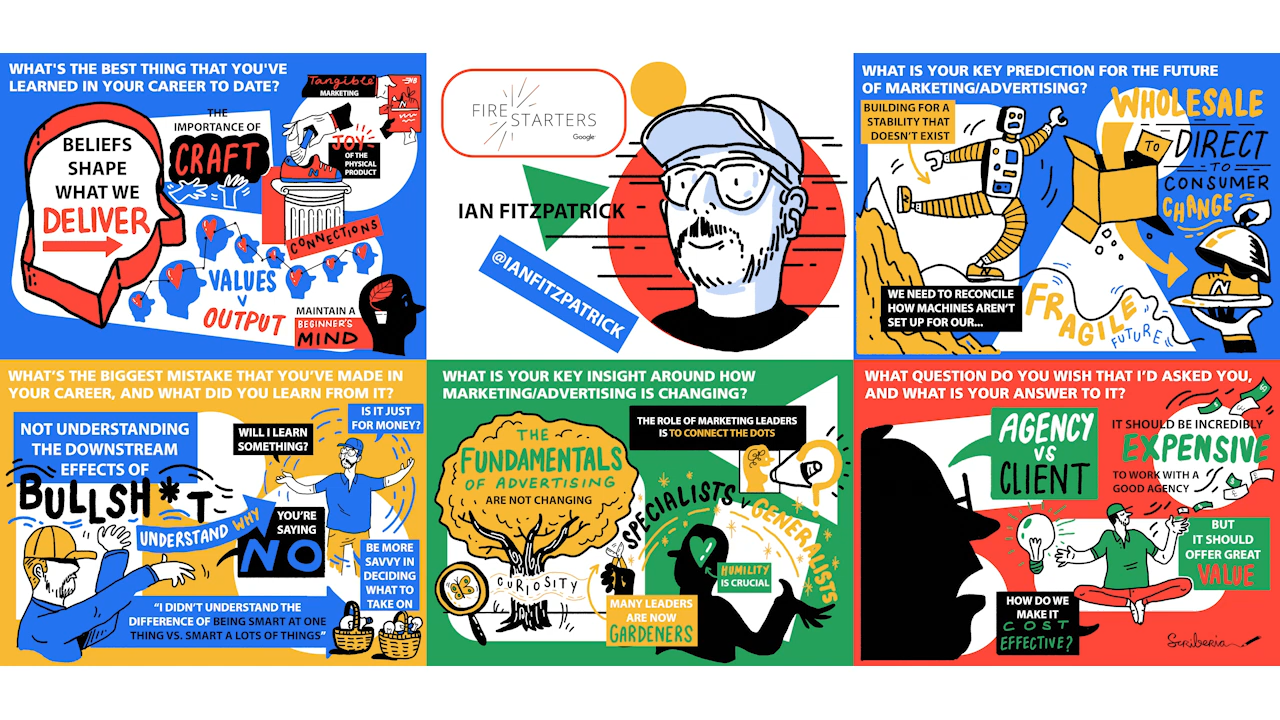 WHAT'S THE BEST THING THAT YOU'VE
LEARNED IN YOUR CAREER TO DATE?
BELIEFS
SHAPE
WHAT WE
DELIVER
THE
IMPORTANCE OF
CRAFT
Tangible
MARKETING
JOY
OF THE
PHYSICAL
PRODUCT
CONNECTIONS
VALUES
V
OUTPUT
MAINTAIN A
BEGINNER'S
MIND
FIRE
STARTERS
Google
IAN FITZPATRICK
@IANFITZPATRICK
WHAT IS YOUR KEY PREDICTION FOR THE FUTURE
OF MARKETING/ADVERTISING?
BUILDING FOR A
STABILITY THAT
DOESN'T EXIST
WHOLESALE
TO
DIRECT
TO
CONSUMER
CHANGE
N
WE NEED TO RECONCILE
HOW MACHINES AREN'T
SET UP FOR OUR...
FRAGILE
FUTURE
WHAT'S THE BIGGEST MISTAKE THAT YOU'VE MADE IN
YOUR CAREER, AND WHAT DID YOU LEARN FROM IT?
NOT UNDERSTANDING
THE DOWNSTREAM
EFFECTS OF
BULLSH*T
WILL I LEARN
SOMETHING?
IS IT JUST
FOR MONEY?
UNDERSTAND WHY
YOU'RE
SAYING
NO
BE MORE
SAVVY IN
DECIDING
WHAT TO
TAKE ON
"I DIDN'T UNDERSTAND THE
DIFFERENCE OF BEING SMART AT ONE
THING VS. SMART A LOTS OF THINGS"
WHAT IS YOUR KEY INSIGHT AROUND HOW
MARKETING/ADVERTISING IS CHANGING?
THE
FUNDAMENTALS
OF ADVERTISING
ARE NOT CHANGING
CURIOSITY
THE ROLE OF MARKETING LEADERS
IS TO CONNECT THE DOTS
SPECIALISTS V GENERALISTS
HUMILITY
IS CRUCIAL
MANY LEADERS
ARE NOW
GARDENERS
WHAT QUESTION DO YOU WISH THAT I'D ASKED YOU,
AND WHAT IS YOUR ANSWER TO IT?
AGENCY
VS
CLIENT
IT SHOULD BE INCREDIBLY
EXPENSIVE
TO WORK WITH A
GOOD AGENCY
BUT
IT SHOULD
OFFER GREAT
VALUE
HOW DO WE
MAKE IT
COST
EFFECTIVE?
Scriberia